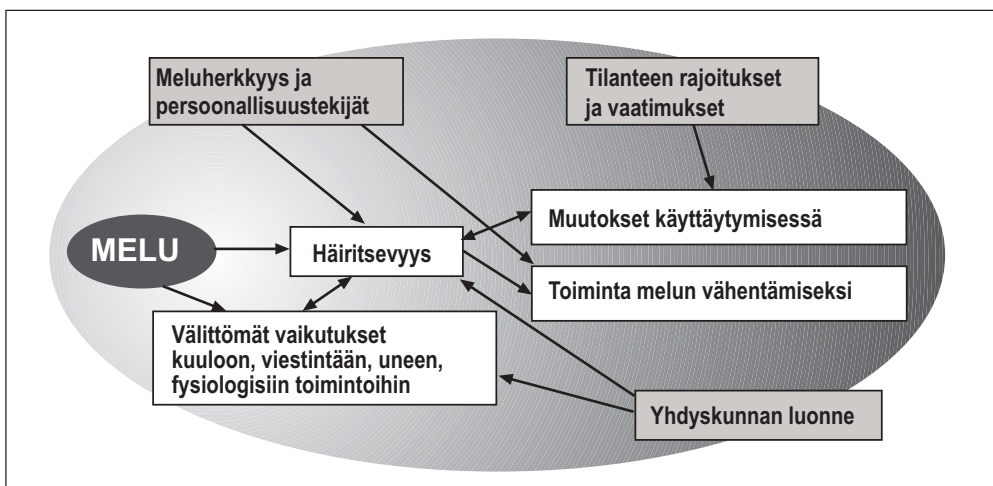 Meluherkkyys ja
persoonallisuustekijät
Tilanteen rajoitukset
ja vaatimukset
MELU
Häiritsevyys
Muutokset käyttäytymisessä
Toiminta melun vähentämiseksi
Välittömät vaikutukset
kuuloon, viestintään, uneen,
fysiologisiin toimintoihin
Yhdyskunnan luonne